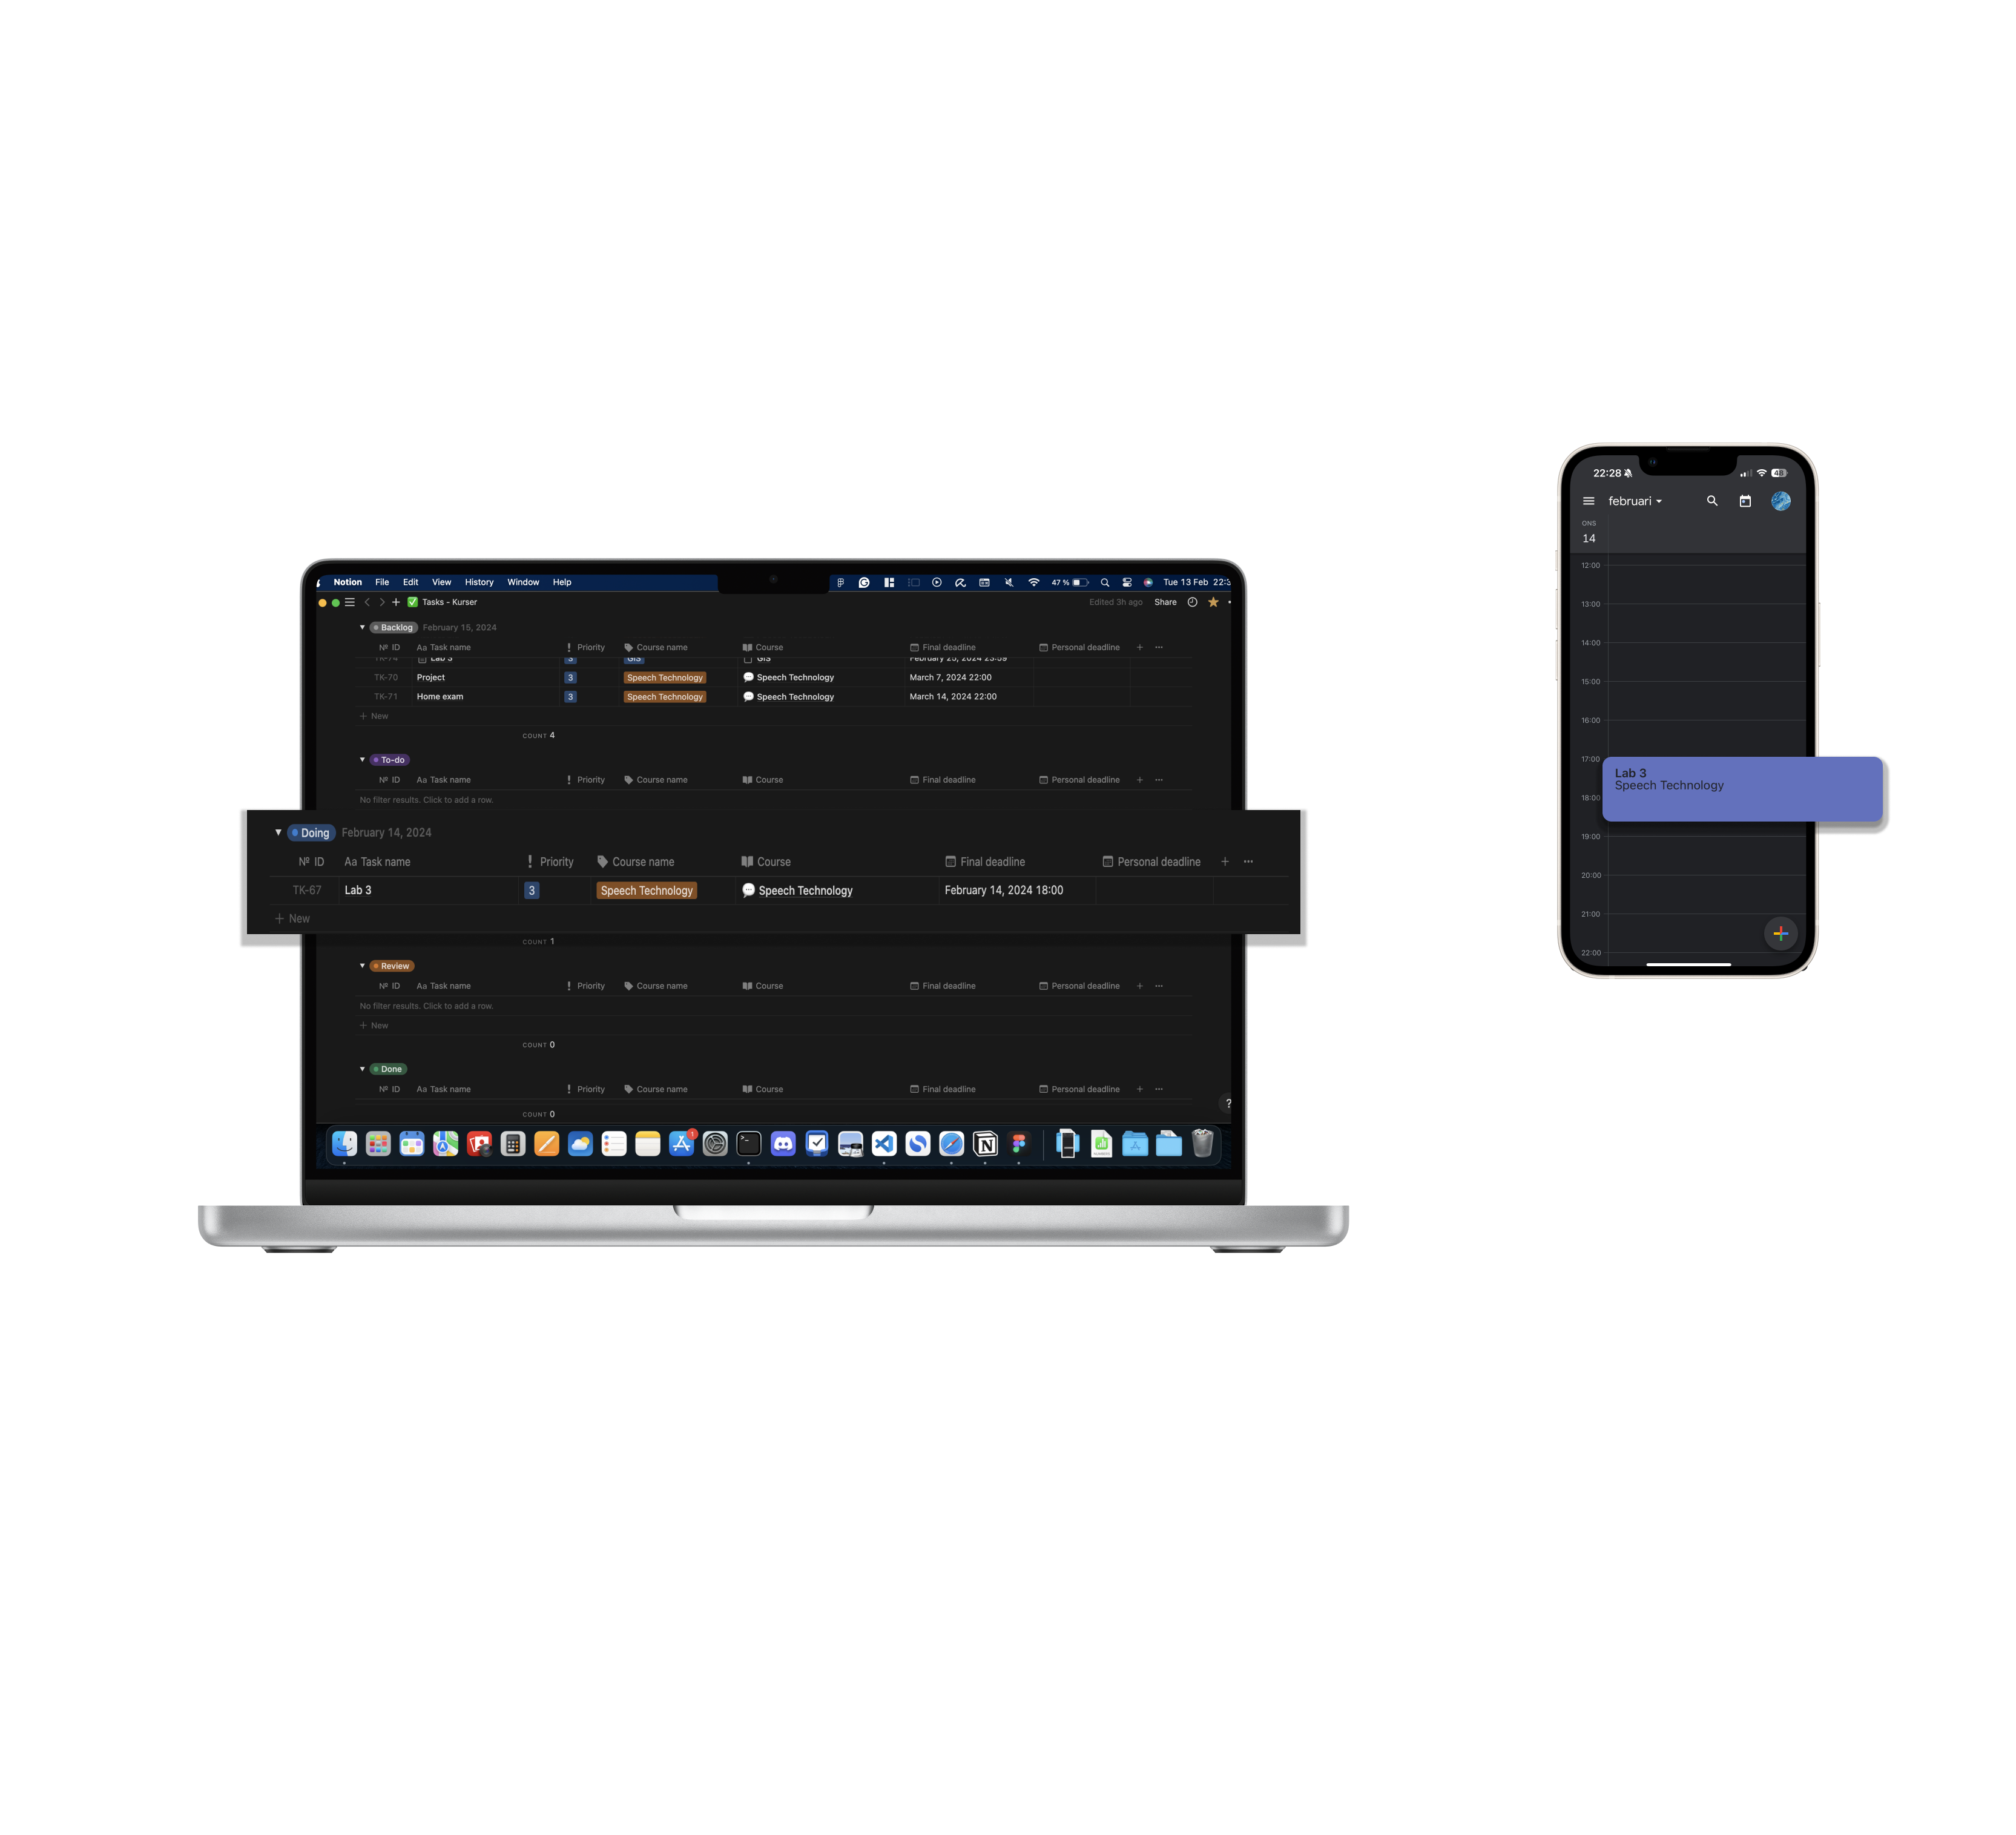 Notion File Edit View History Window Help 47 % Tue 13 Feb
Tasks - Kurser Edited 3h ago Share
Backlog February 15, 2024
Nº ID Aa Task name Priority Course name Course Final deadline Personal deadline
TK-74 Lab 3 3 GIS GIS February 25, 2024 23:59
TK-70 Project 3 Speech Technology Speech Technology March 7, 2024 22:00
TK-71 Home exam 3 Speech Technology Speech Technology March 14, 2024 22:00
New
COUNT 4
To-do
Nº ID Aa Task name Priority Course name Course Final deadline Personal deadline
No filter results. Click to add a row.
Doing February 14, 2024
Nº ID Aa Task name Priority Course name Course Final deadline Personal deadline
TK-67 Lab 3 3 Speech Technology Speech Technology February 14, 2024 18:00
New
COUNT 1
Review
Nº ID Aa Task name Priority Course name Course Final deadline Personal deadline
No filter results. Click to add a row.
New
COUNT 0
Done
Nº ID Aa Task name Priority Course name Course Final deadline Personal deadline
COUNT 0
?
22:28
februari
ONS
14
12:00
13:00
14:00
15:00
16:00
17:00
Lab 3
Speech Technology
18:00
19:00
20:00
21:00
22:00